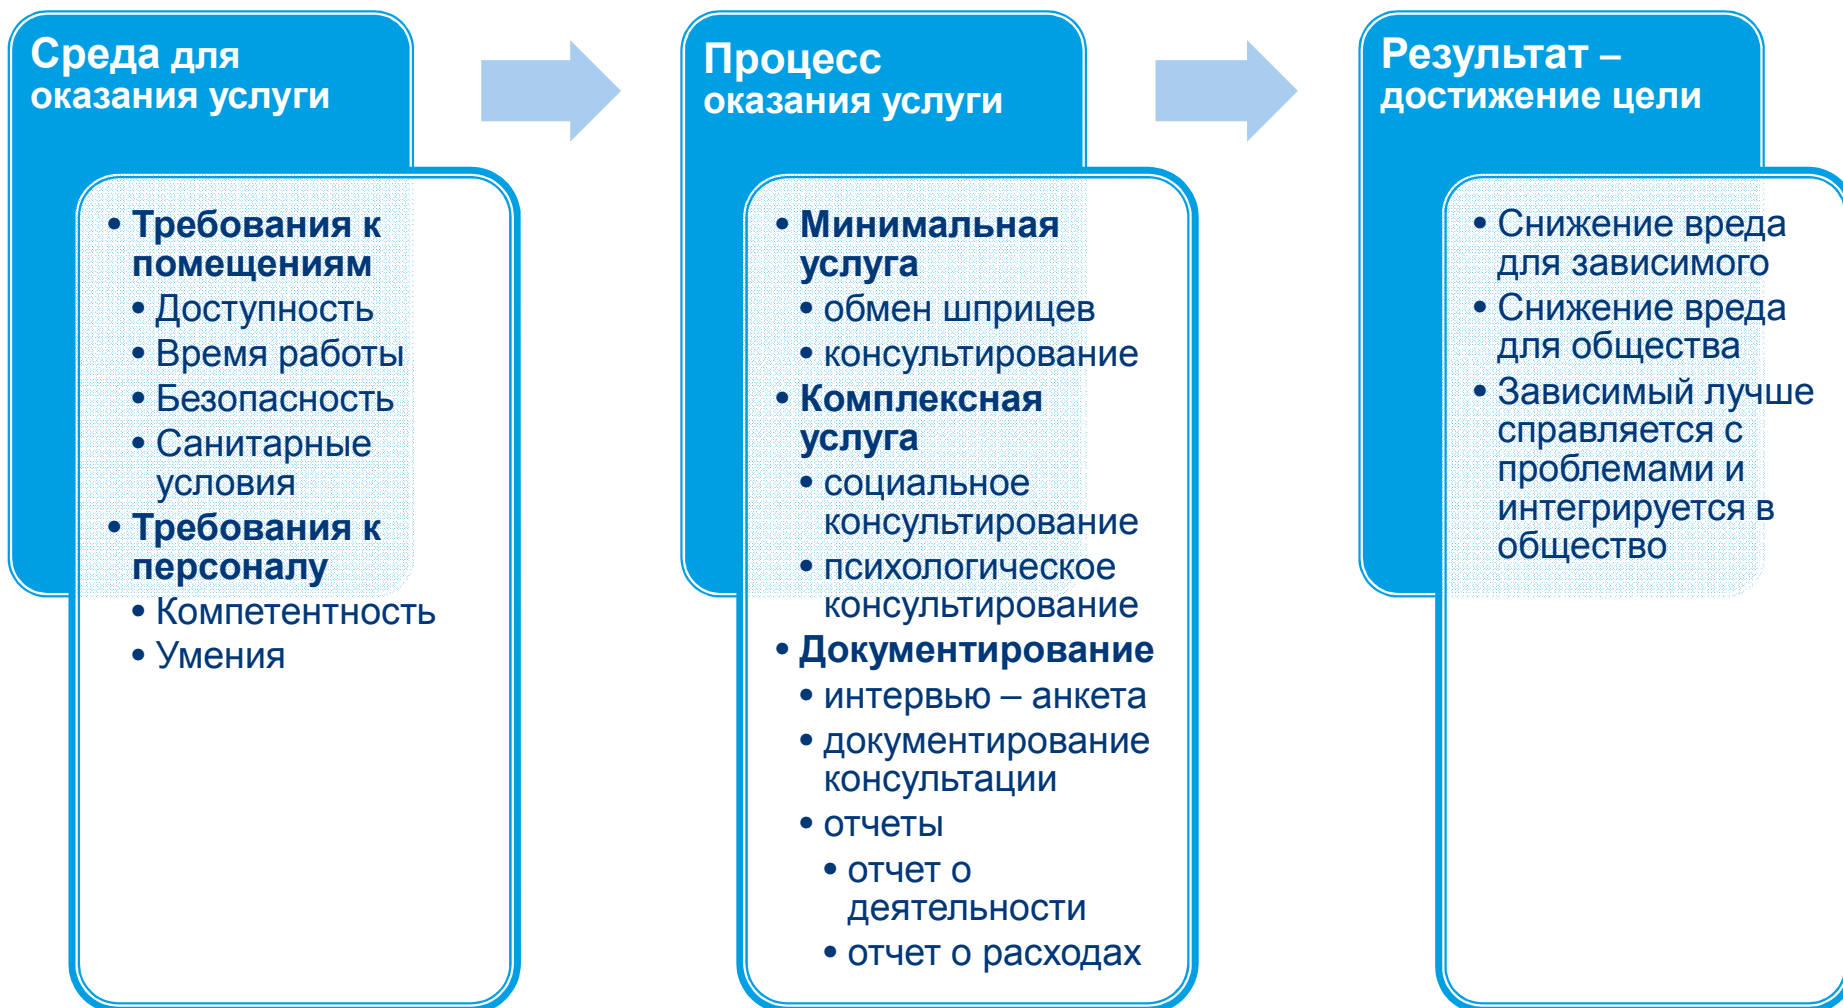 Среда для
оказания услуги
• Требования к
помещениям
• Доступность
• Время работы
• Безопасность
• Санитарные
условия
• Требования к
персоналу
• Компетентность
• Умения
Процесс
оказания услуги
• Минимальная
услуга
• обмен шприцев
• консультирование
• Комплексная
услуга
• социальное
консультирование
• психологическое
консультирование
• Документирование
• интервью – анкета
• документирование
консультации
• отчеты
• отчет о
деятельности
• отчет о расходах
Результат –
достижение цели
• Снижение вреда
для зависимого
• Снижение вреда
для общества
• Зависимый лучше
справляется с
проблемами и
интегрируется в
общество